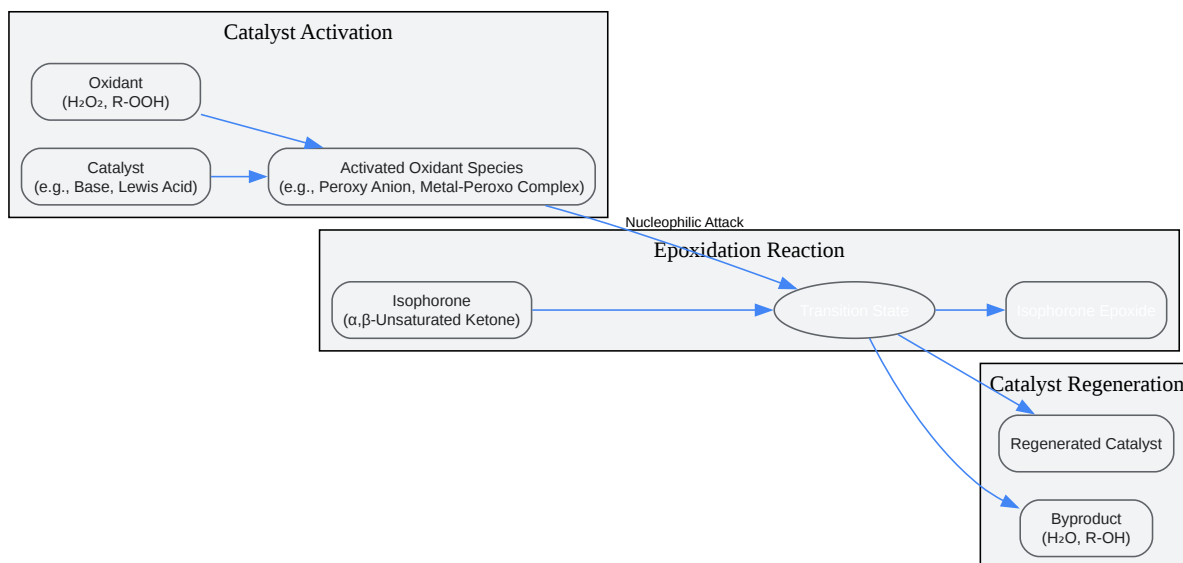 Catalyst Activation
Oxidant
(H₂O₂, R-OOH)
Catalyst
(e.g., Base, Lewis Acid)
Activated Oxidant Species
(e.g., Peroxy Anion, Metal-Peroxo Complex)
Nucleophilic Attack
Epoxidation Reaction
Isophorone
(α,β-Unsaturated Ketone)
Transition State
Isophorone Epoxide
Catalyst Regeneration
Regenerated Catalyst
Byproduct
(H₂O, R-OH)